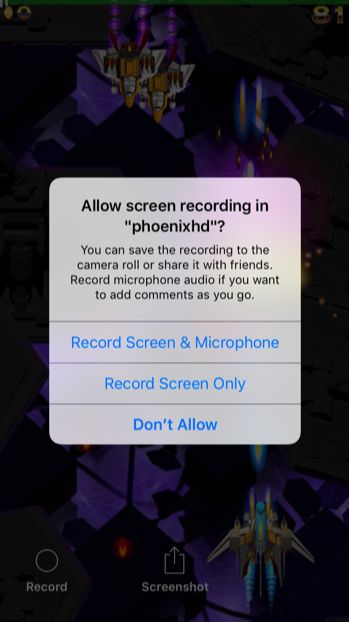 0
81
Allow screen recording in
"phoenixhd"?
You can save the recording to the
camera roll or share it with friends.
Record microphone audio if you want
to add comments as you go.
Record Screen & Microphone
Record Screen Only
Don’t Allow
Record
Screenshot